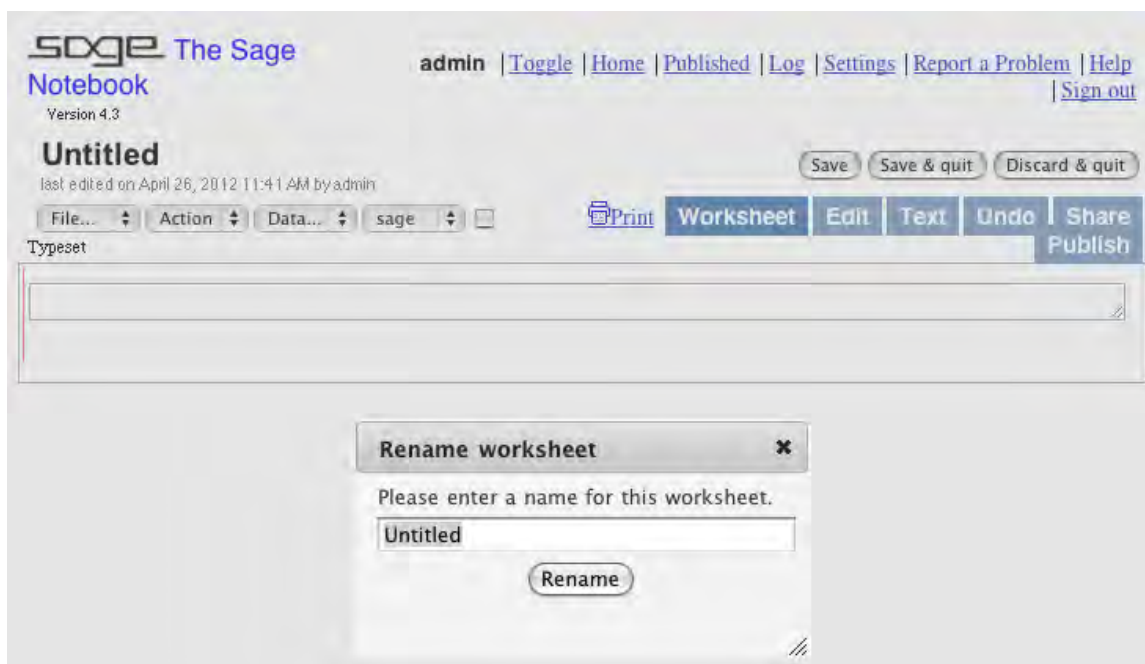 sage The Sage
Notebook
Version 4.3
admin | Toggle | Home | Published | Log | Settings | Report a Problem | Help
| Sign out
Untitled
last edited on April 26, 2012 11:41 AM by admin
Save Save & quit Discard & quit
File... Action Data... sage
Print Worksheet Edit Text Undo Share
Publish
Typeset
Rename worksheet
Please enter a name for this worksheet.
Untitled
Rename